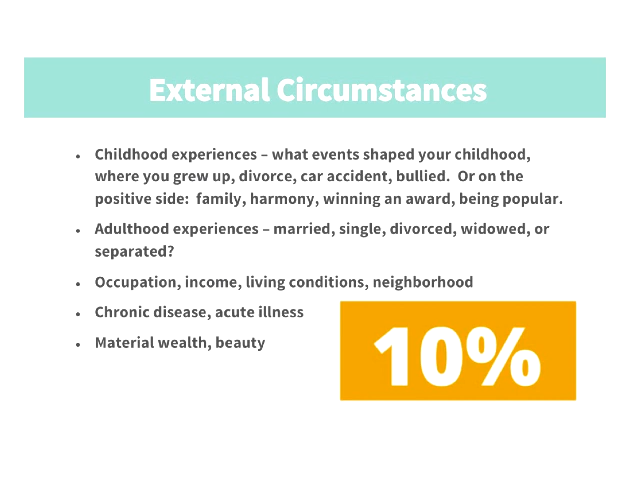 External Circumstances
• Childhood experiences – what events shaped your childhood,
where you grew up, divorce, car accident, bullied.  Or on the
positive side:  family, harmony, winning an award, being popular.
• Adulthood experiences – married, single, divorced, widowed, or
separated?
• Occupation, income, living conditions, neighborhood
• Chronic disease, acute illness
• Material wealth, beauty
10%